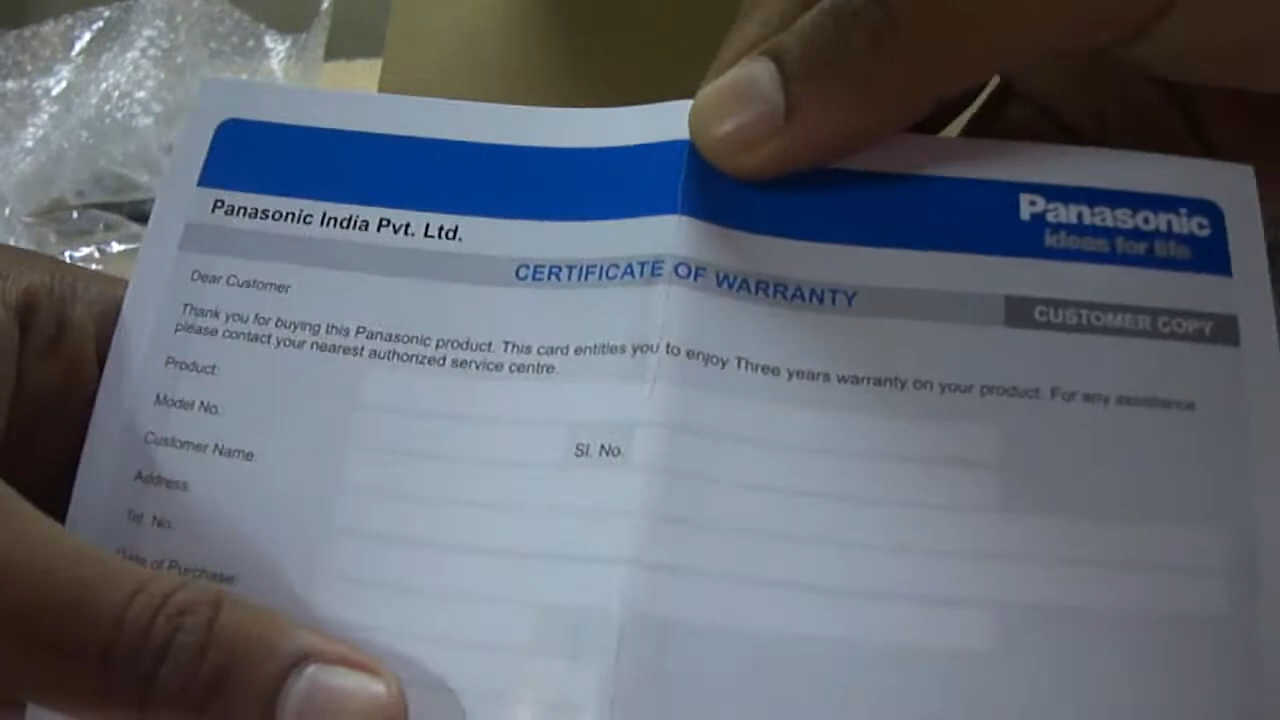 Panasonic
ideas for life
Panasonic India Pvt. Ltd.
CERTIFICATE OF WARRANTY
CUSTOMER COPY
Dear Customer
Thank you for buying this Panasonic product. This card entitles you to enjoy Three years warranty on your product. For any assistance
please contact your nearest authorized service centre.
Product:
Model No.
Sl. No.
Customer Name:
Address:
Tel. No.
Date of Purchase: